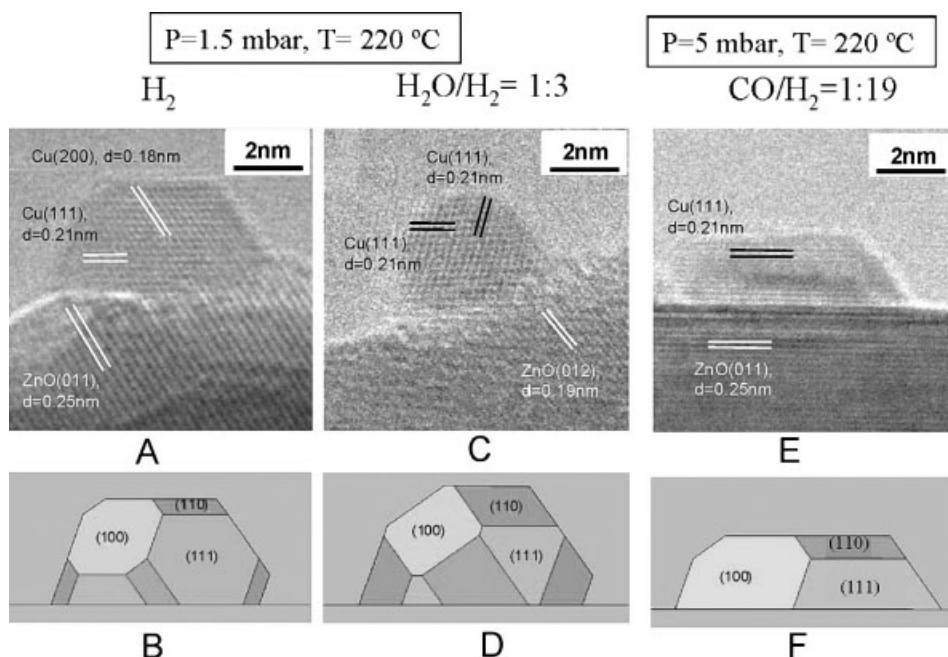 P=1.5 mbar, T= 220 ºC
P=5 mbar, T= 220 ºC
H₂
H₂O/H₂= 1:3
CO/H₂=1:19
2nm
Cu(200), d=0.18nm
Cu(111),
d=0.21nm
ZnO(011),
d=0.25nm
2nm
Cu(111),
d=0.21nm
Cu(111)
d=0.21nm
ZnO(012),
d=0.19nm
2nm
Cu(111),
d=0.21nm
ZnO(011),
d=0.25nm
A
C
E
(100)
(110)
(111)
(100)
(110)
(111)
(100)
(110)
(111)
B
D
F